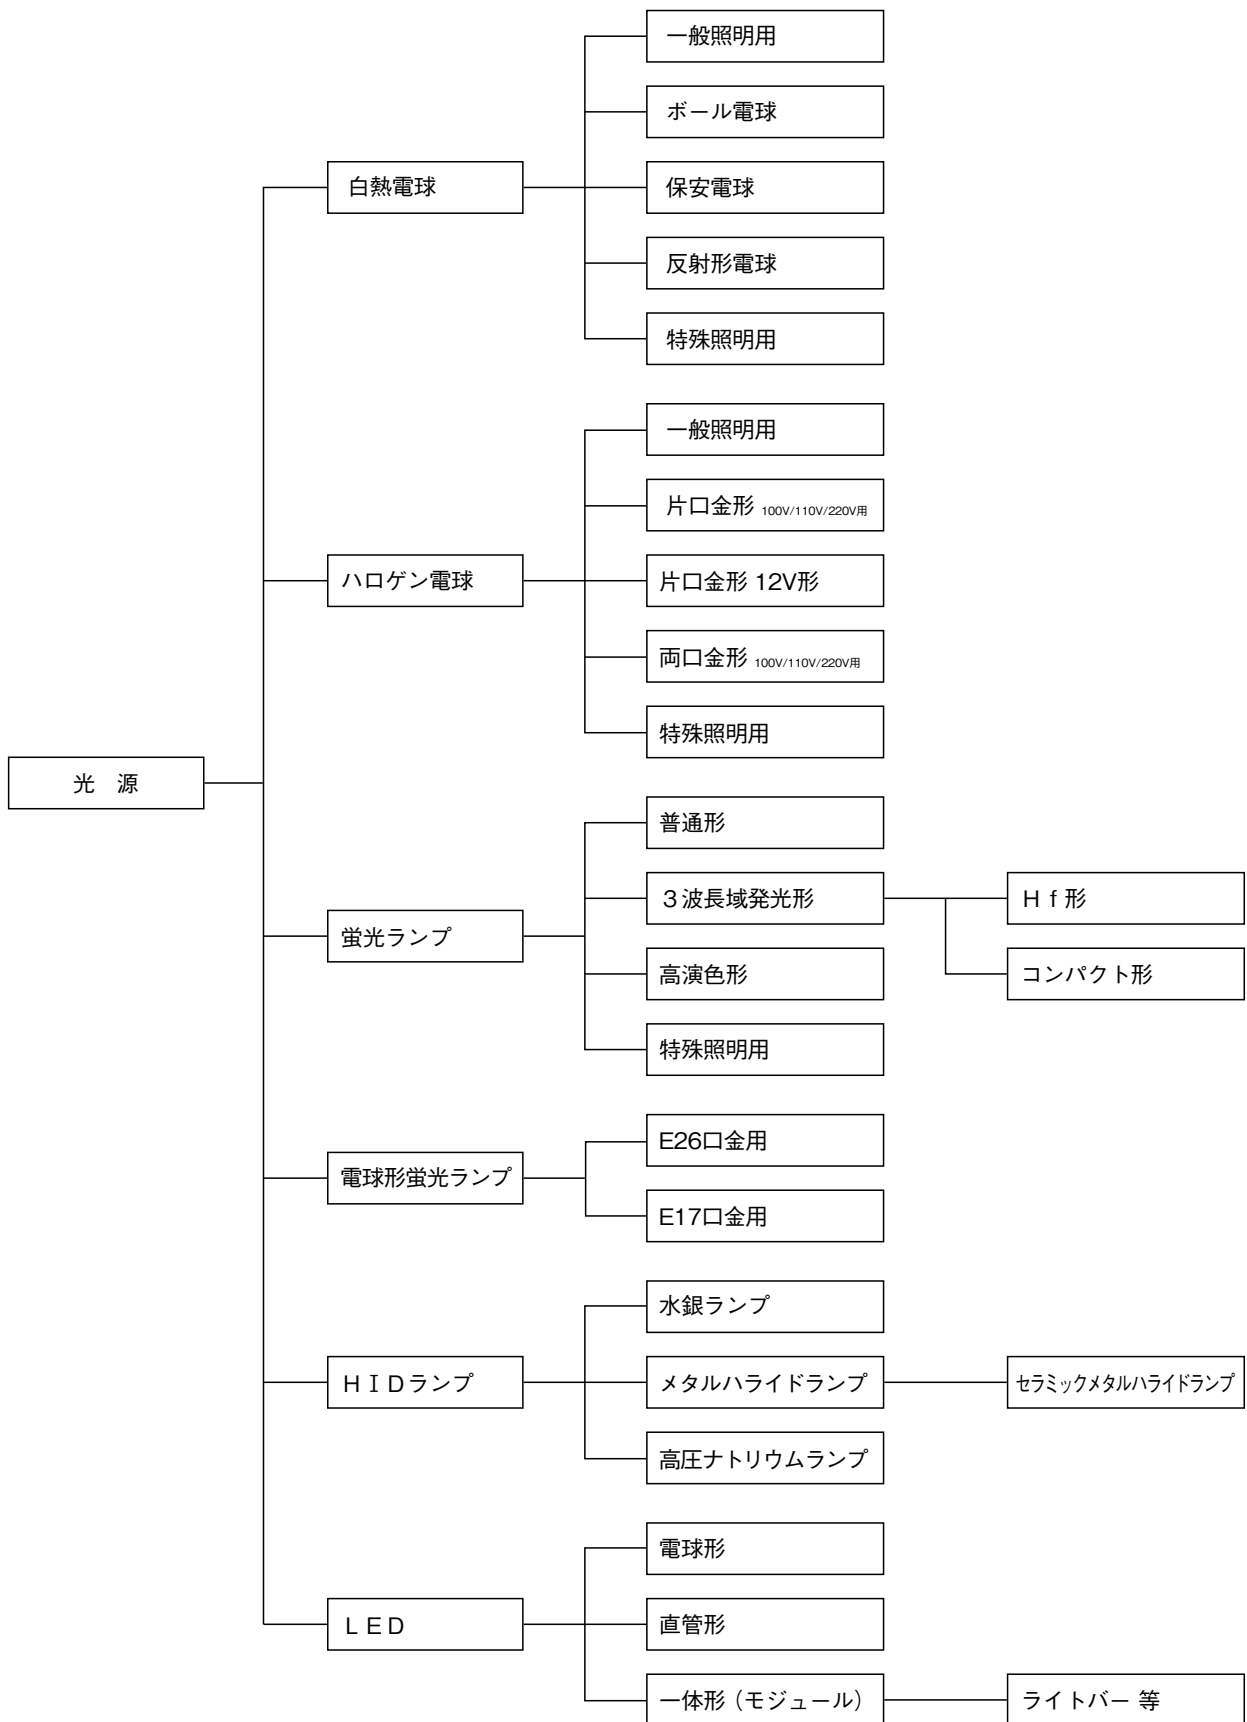 光　源
白熱電球
一般照明用
ボール電球
保安電球
反射形電球
特殊照明用
ハロゲン電球
一般照明用
片口金形 100V/110V/220V用
片口金形 12V形
両口金形 100V/110V/220V用
特殊照明用
蛍光ランプ
普通形
３波長域発光形
Ｈｆ形
コンパクト形
高演色形
特殊照明用
電球形蛍光ランプ
E26口金用
E17口金用
ＨＩＤランプ
水銀ランプ
メタルハライドランプ
セラミックメタルハライドランプ
高圧ナトリウムランプ
ＬＥＤ
電球形
直管形
一体形（モジュール）
ライトバー 等